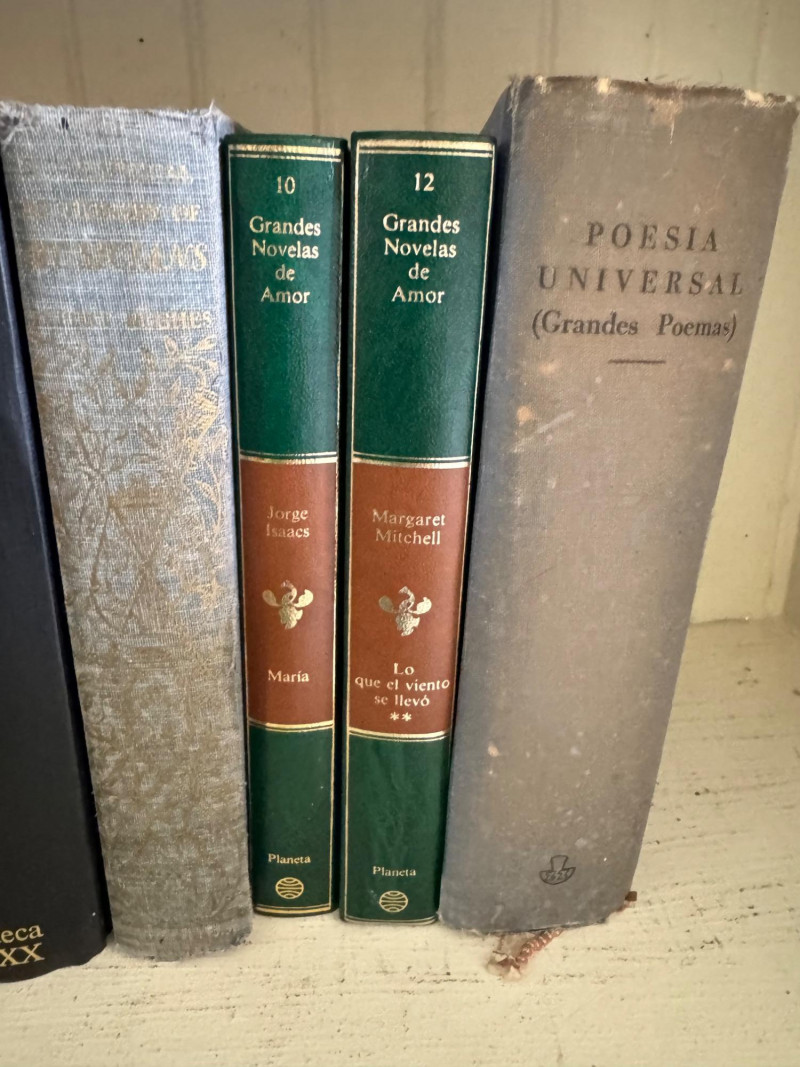 eca
XX
OF
10
Grandes
Novelas
de
Amor
Jorge
Isaacs
María
Planeta
12
Grandes
Novelas
de
Amor
Margaret
Mitchell
Lo
que el viento
se llevó
**
Planeta
POESIA
UNIVERSAL
(Grandes Poemas)